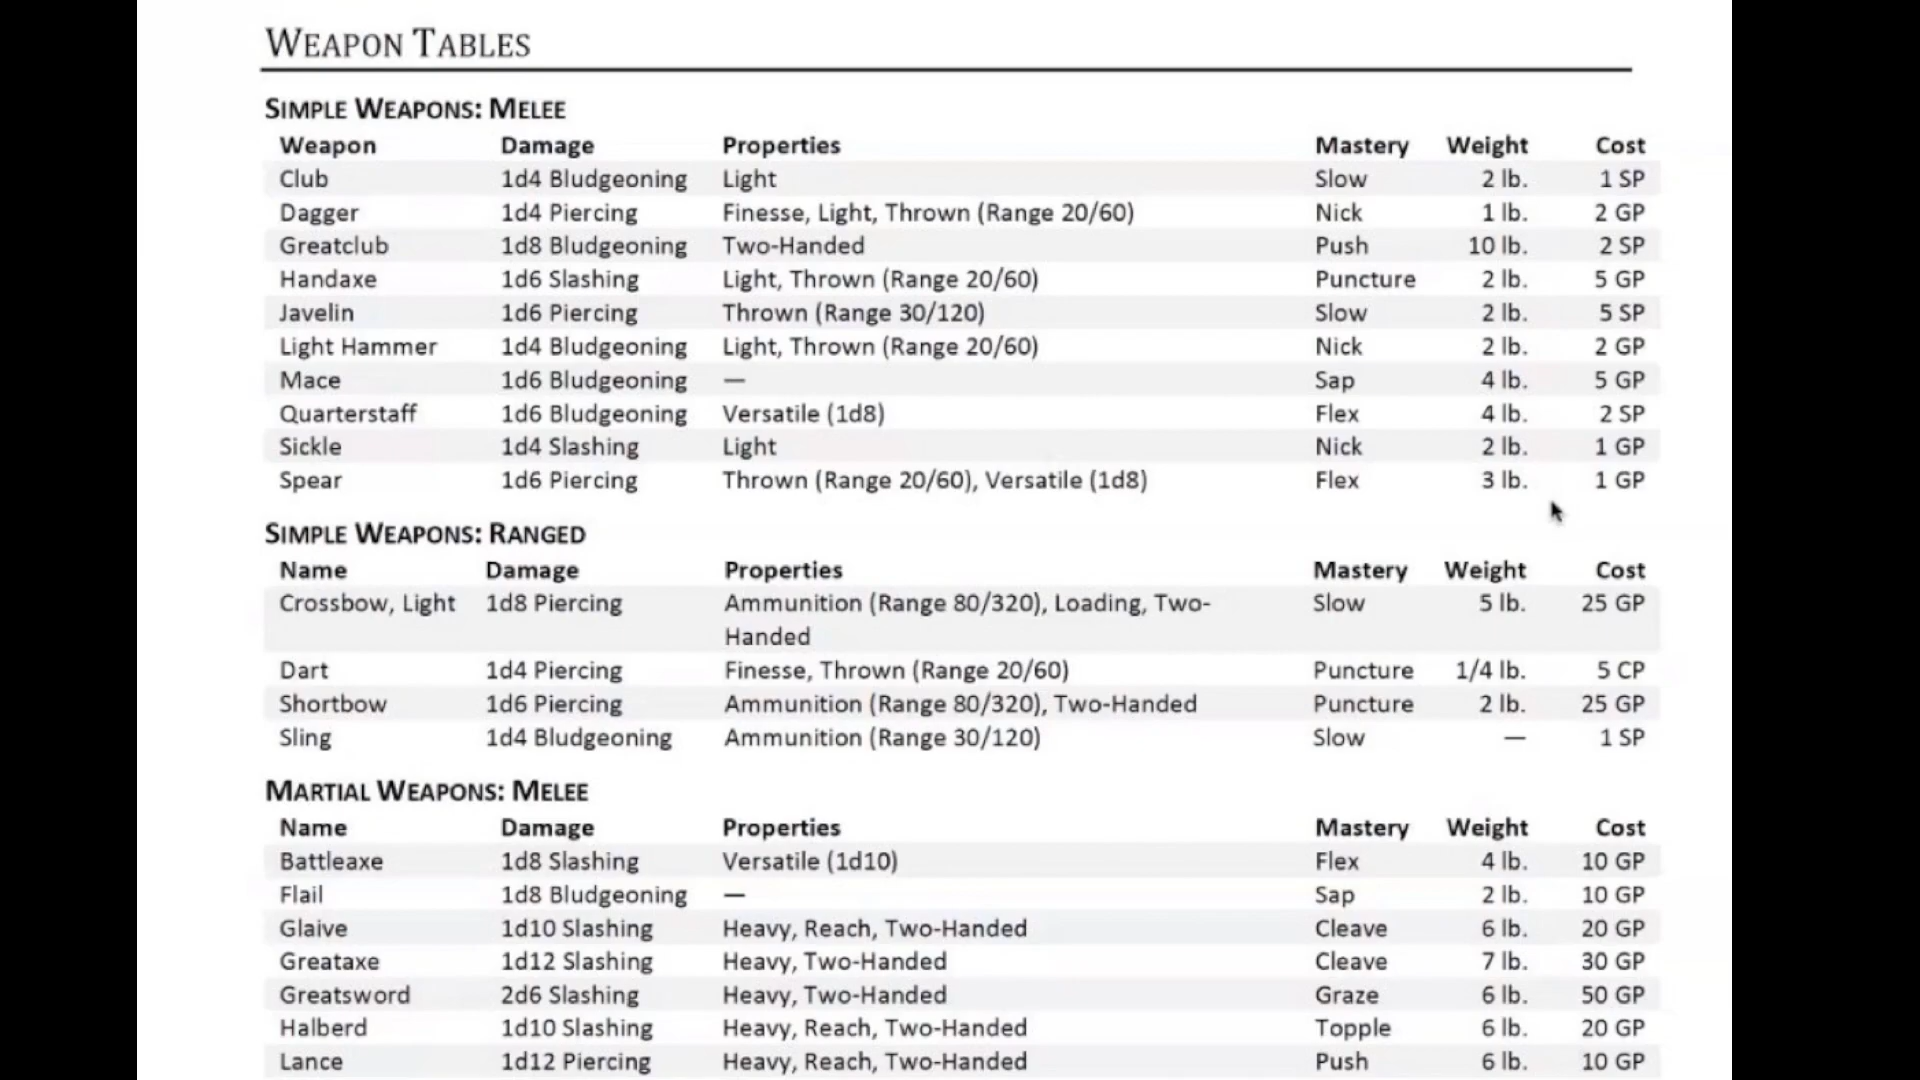 WEAPON TABLES
SIMPLE WEAPONS: MELEE
Weapon Damage Properties Mastery Weight Cost
Club 1d4 Bludgeoning Light Slow 2 lb. 1 SP
Dagger 1d4 Piercing Finesse, Light, Thrown (Range 20/60) Nick 1 lb. 2 GP
Greatclub 1d8 Bludgeoning Two-Handed Push 10 lb. 2 SP
Handaxe 1d6 Slashing Light, Thrown (Range 20/60) Puncture 2 lb. 5 GP
Javelin 1d6 Piercing Thrown (Range 30/120) Slow 2 lb. 5 SP
Light Hammer 1d4 Bludgeoning Light, Thrown (Range 20/60) Nick 2 lb. 2 GP
Mace 1d6 Bludgeoning — Sap 4 lb. 5 GP
Quarterstaff 1d6 Bludgeoning Versatile (1d8) Flex 4 lb. 2 SP
Sickle 1d4 Slashing Light Nick 2 lb. 1 GP
Spear 1d6 Piercing Thrown (Range 20/60), Versatile (1d8) Flex 3 lb. 1 GP
SIMPLE WEAPONS: RANGED
Name Damage Properties Mastery Weight Cost
Crossbow, Light 1d8 Piercing Ammunition (Range 80/320), Loading, Two- Slow 5 lb. 25 GP
Handed
Dart 1d4 Piercing Finesse, Thrown (Range 20/60) Puncture 1/4 lb. 5 CP
Shortbow 1d6 Piercing Ammunition (Range 80/320), Two-Handed Puncture 2 lb. 25 GP
Sling 1d4 Bludgeoning Ammunition (Range 30/120) Slow — 1 SP
MARTIAL WEAPONS: MELEE
Name Damage Properties Mastery Weight Cost
Battleaxe 1d8 Slashing Versatile (1d10) Flex 4 lb. 10 GP
Flail 1d8 Bludgeoning — Sap 2 lb. 10 GP
Glaive 1d10 Slashing Heavy, Reach, Two-Handed Cleave 6 lb. 20 GP
Greataxe 1d12 Slashing Heavy, Two-Handed Cleave 7 lb. 30 GP
Greatsword 2d6 Slashing Heavy, Two-Handed Graze 6 lb. 50 GP
Halberd 1d10 Slashing Heavy, Reach, Two-Handed Topple 6 lb. 20 GP
Lance 1d12 Piercing Heavy, Reach, Two-Handed Push 6 lb. 10 GP